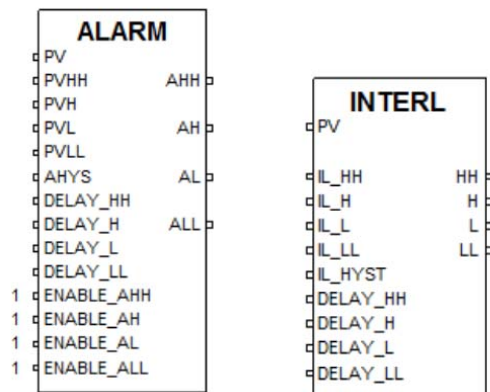 ALARM
PV
PVHH AHH
PVH
PVL AH
PVLL
AHYS AL
DELAY_HH
DELAY_H ALL
DELAY_L
DELAY_LL
1 ENABLE_AHH
1 ENABLE_AH
1 ENABLE_AL
1 ENABLE_ALL
INTERL
PV
IL_HH HH
IL_H H
IL_L L
IL_LL LL
IL_HYST
DELAY_HH
DELAY_H
DELAY_L
DELAY_LL